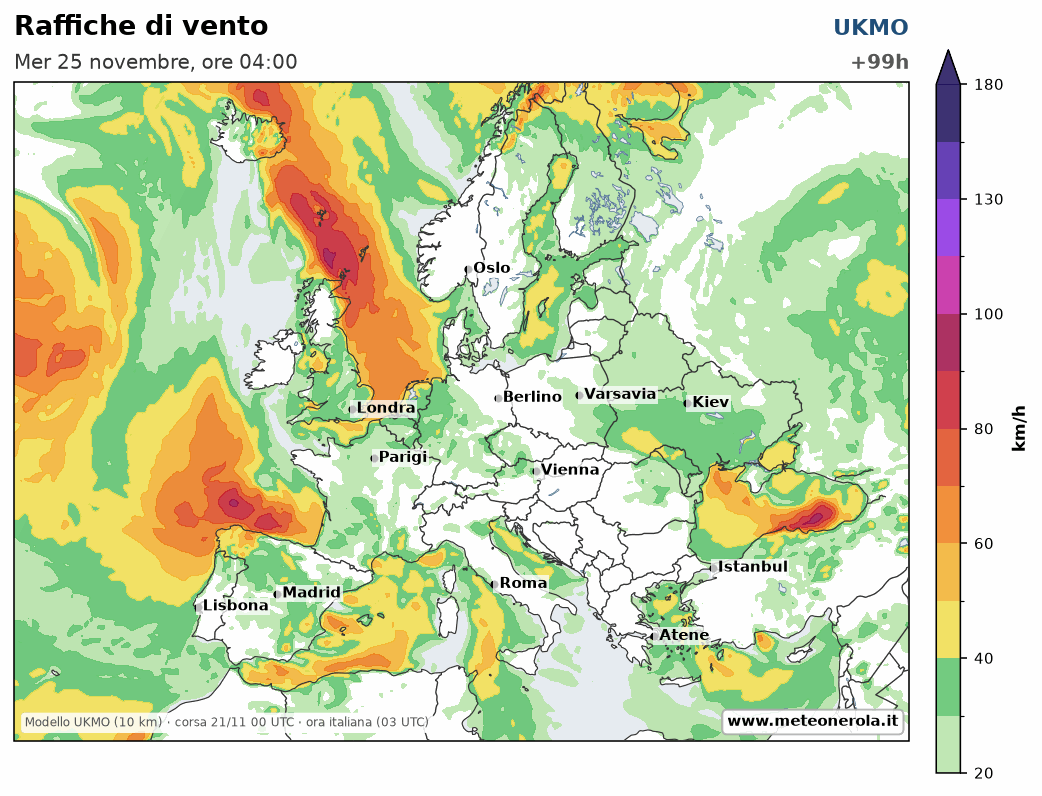 Raffiche di vento
UKMO
Mer 25 novembre, ore 04:00
+99h
180
130
100
80
60
40
20
km/h
Oslo
Berlino
Varsavia
Kiev
Londra
Parigi
Vienna
Istanbul
Roma
Madrid
Lisbona
Atene
Modello UKMO (10 km) · corsa 21/11 00 UTC · ora italiana (03 UTC)
www.meteonerola.it